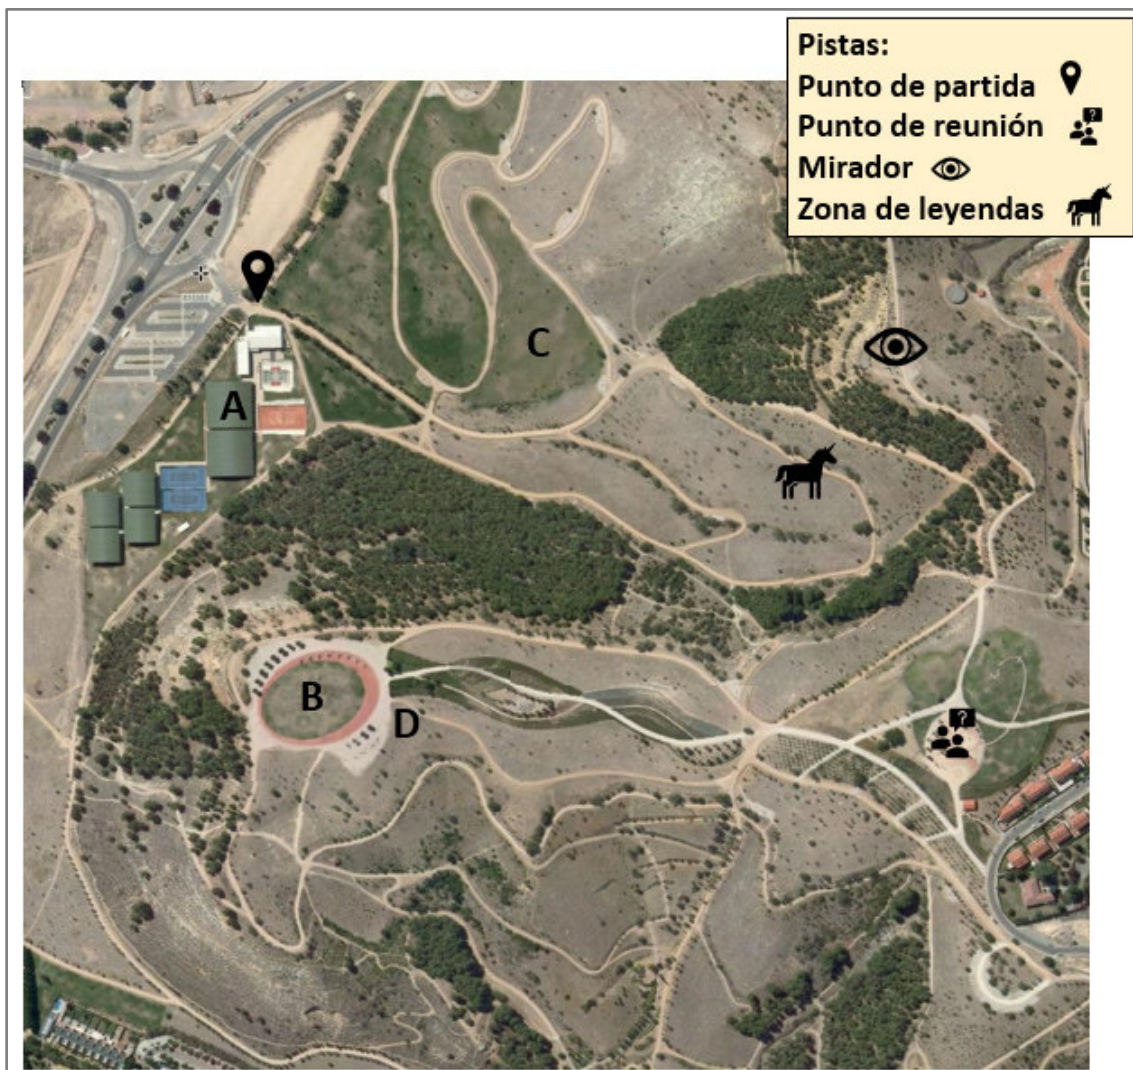 Pistas:
Punto de partida
Punto de reunión
?
Mirador
Zona de leyendas
C
A
B
D
?